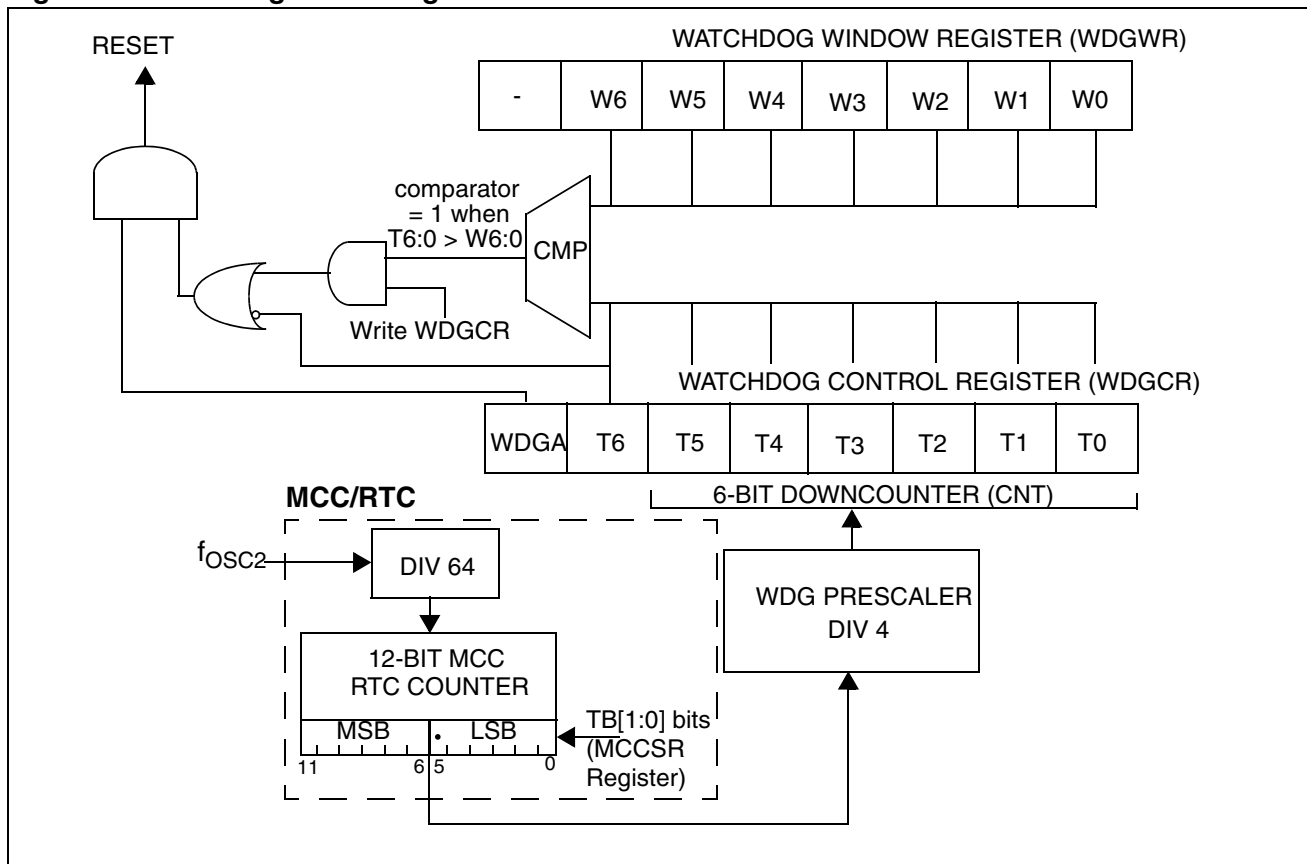 RESET
WATCHDOG WINDOW REGISTER (WDGWR)
- W6 W5 W4 W3 W2 W1 W0
comparator
= 1 when
T6:0 > W6:0
CMP
Write WDGCR
WATCHDOG CONTROL REGISTER (WDGCR)
WDGA T6 T5 T4 T3 T2 T1 T0
6-BIT DOWNCOUNTER (CNT)
MCC/RTC
fOSC2
DIV 64
WDG PRESCALER
DIV 4
12-BIT MCC
RTC COUNTER
MSB LSB
11 6 5 0
TB[1:0] bits
(MCCSR
Register)